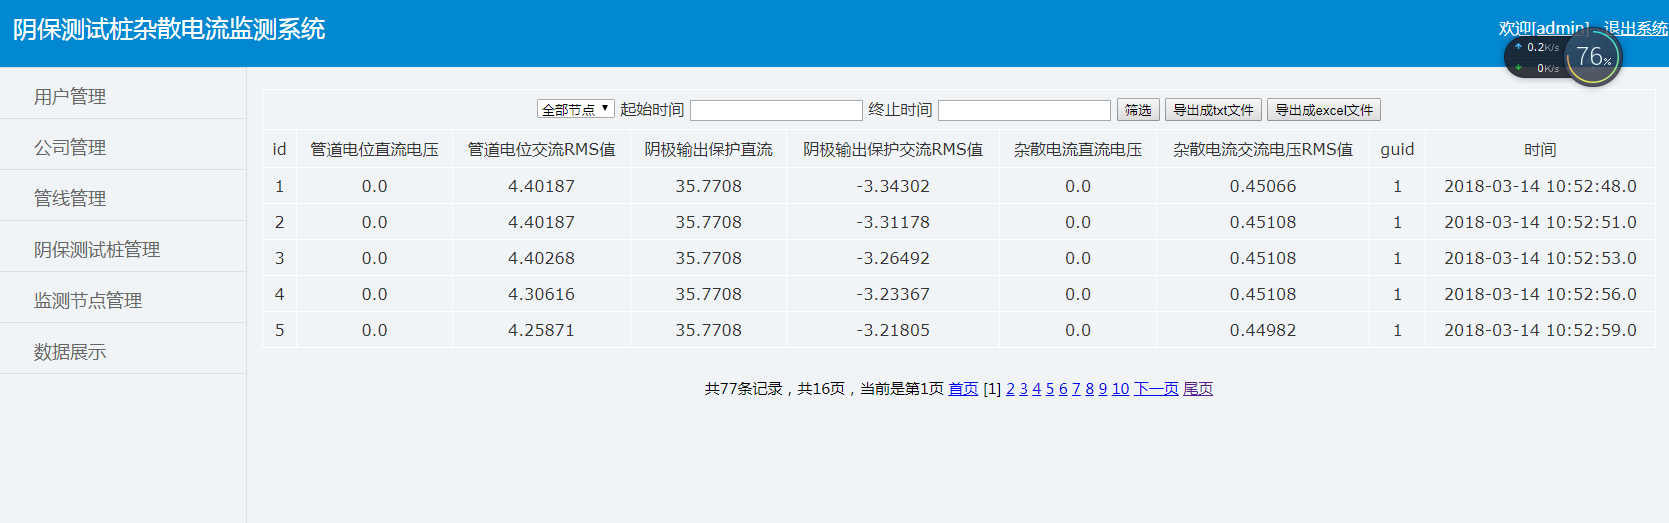 阴保测试桩杂散电流监测系统
欢迎[admin] 退出系统
0.2K/s
0K/s
76%
用户管理
公司管理
管线管理
阴保测试桩管理
监测节点管理
数据展示
全部节点 起始时间 终止时间 筛选 导出成txt文件 导出成excel文件
id 管道电位直流电压 管道电位交流RMS值 阴极输出保护直流 阴极输出保护交流RMS值 杂散电流直流电压 杂散电流交流电压RMS值 guid 时间
1 0.0 4.40187 35.7708 -3.34302 0.0 0.45066 1 2018-03-14 10:52:48.0
2 0.0 4.40187 35.7708 -3.31178 0.0 0.45108 1 2018-03-14 10:52:51.0
3 0.0 4.40268 35.7708 -3.26492 0.0 0.45108 1 2018-03-14 10:52:53.0
4 0.0 4.30616 35.7708 -3.23367 0.0 0.45108 1 2018-03-14 10:52:56.0
5 0.0 4.25871 35.7708 -3.21805 0.0 0.44982 1 2018-03-14 10:52:59.0
共77条记录，共16页，当前是第1页 首页 [1] 2 3 4 5 6 7 8 9 10 下一页 尾页